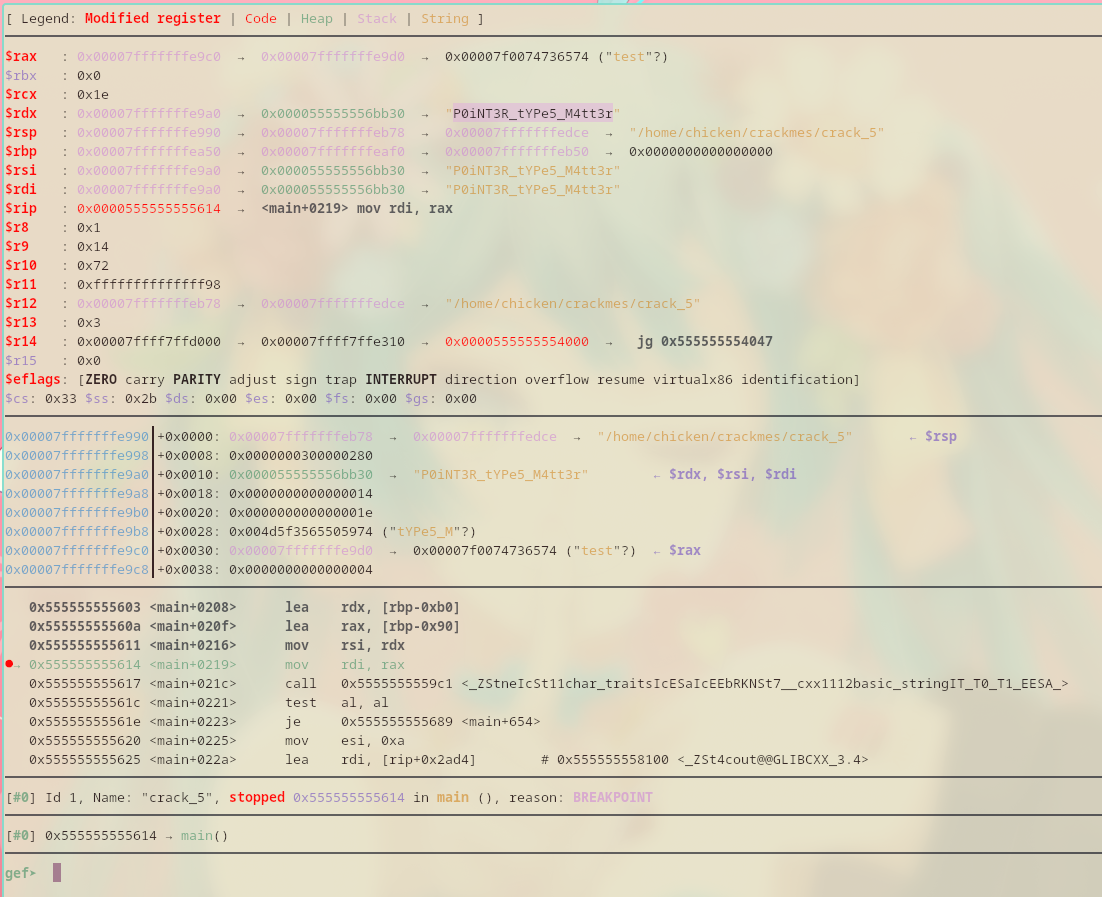 [ Legend: Modified register | Code | Heap | Stack | String ]
$rax   : 0x00007fffffffe9c0  →  0x00007fffffffe9d0  →  0x00007f0074736574 ("test"?)
$rbx   : 0x0
$rcx   : 0x1e
$rdx   : 0x00007fffffffe9a0  →  0x000055555556bb30  →  "P0iNT3R_tYPe5_M4tt3r"
$rsp   : 0x00007fffffffe990  →  0x00007fffffffeb78  →  0x00007fffffffedce  →  "/home/chicken/crackmes/crack_5"
$rbp   : 0x00007fffffffea50  →  0x00007fffffffeaf0  →  0x00007fffffffeb50  →  0x0000000000000000
$rsi   : 0x00007fffffffe9a0  →  0x000055555556bb30  →  "P0iNT3R_tYPe5_M4tt3r"
$rdi   : 0x00007fffffffe9a0  →  0x000055555556bb30  →  "P0iNT3R_tYPe5_M4tt3r"
$rip   : 0x0000555555555614  →  <main+0219> mov rdi, rax
$r8    : 0x1
$r9    : 0x14
$r10   : 0x72
$r11   : 0xffffffffffffff98
$r12   : 0x00007fffffffeb78  →  0x00007fffffffedce  →  "/home/chicken/crackmes/crack_5"
$r13   : 0x3
$r14   : 0x00007ffff7ffd000  →  0x00007ffff7ffe310  →  0x0000555555554000  →   jg 0x555555554047
$r15   : 0x0
$eflags: [ZERO carry PARITY adjust sign trap INTERRUPT direction overflow resume virtualx86 identification]
$cs: 0x33 $ss: 0x2b $ds: 0x00 $es: 0x00 $fs: 0x00 $gs: 0x00
0x00007fffffffe990│+0x0000: 0x00007fffffffeb78  →  0x00007fffffffedce  →  "/home/chicken/crackmes/crack_5"       ← $rsp
0x00007fffffffe998│+0x0008: 0x0000000300000280
0x00007fffffffe9a0│+0x0010: 0x000055555556bb30  →  "P0iNT3R_tYPe5_M4tt3r"        ← $rdx, $rsi, $rdi
0x00007fffffffe9a8│+0x0018: 0x0000000000000014
0x00007fffffffe9b0│+0x0020: 0x000000000000001e
0x00007fffffffe9b8│+0x0028: 0x004d5f3565505974 ("tYPe5_M"?)
0x00007fffffffe9c0│+0x0030: 0x00007fffffffe9d0  →  0x00007f0074736574 ("test"?)  ← $rax
0x00007fffffffe9c8│+0x0038: 0x0000000000000004
0x555555555603 <main+0208>      lea    rdx, [rbp-0xb0]
0x55555555560a <main+020f>      lea    rax, [rbp-0x90]
0x555555555611 <main+0216>      mov    rsi, rdx
●→ 0x555555555614 <main+0219>      mov    rdi, rax
0x555555555617 <main+021c>      call   0x5555555559c1 <_ZStneIcSt11char_traitsIcESaIcEEbRKNSt7__cxx1112basic_stringIT_T0_T1_EESA_>
0x55555555561c <main+0221>      test   al, al
0x55555555561e <main+0223>      je     0x555555555689 <main+654>
0x555555555620 <main+0225>      mov    esi, 0xa
0x555555555625 <main+022a>      lea    rdi, [rip+0x2ad4]        # 0x555555558100 <_ZSt4cout@@GLIBCXX_3.4>
[#0] Id 1, Name: "crack_5", stopped 0x555555555614 in main (), reason: BREAKPOINT
[#0] 0x555555555614 → main()
gef➤